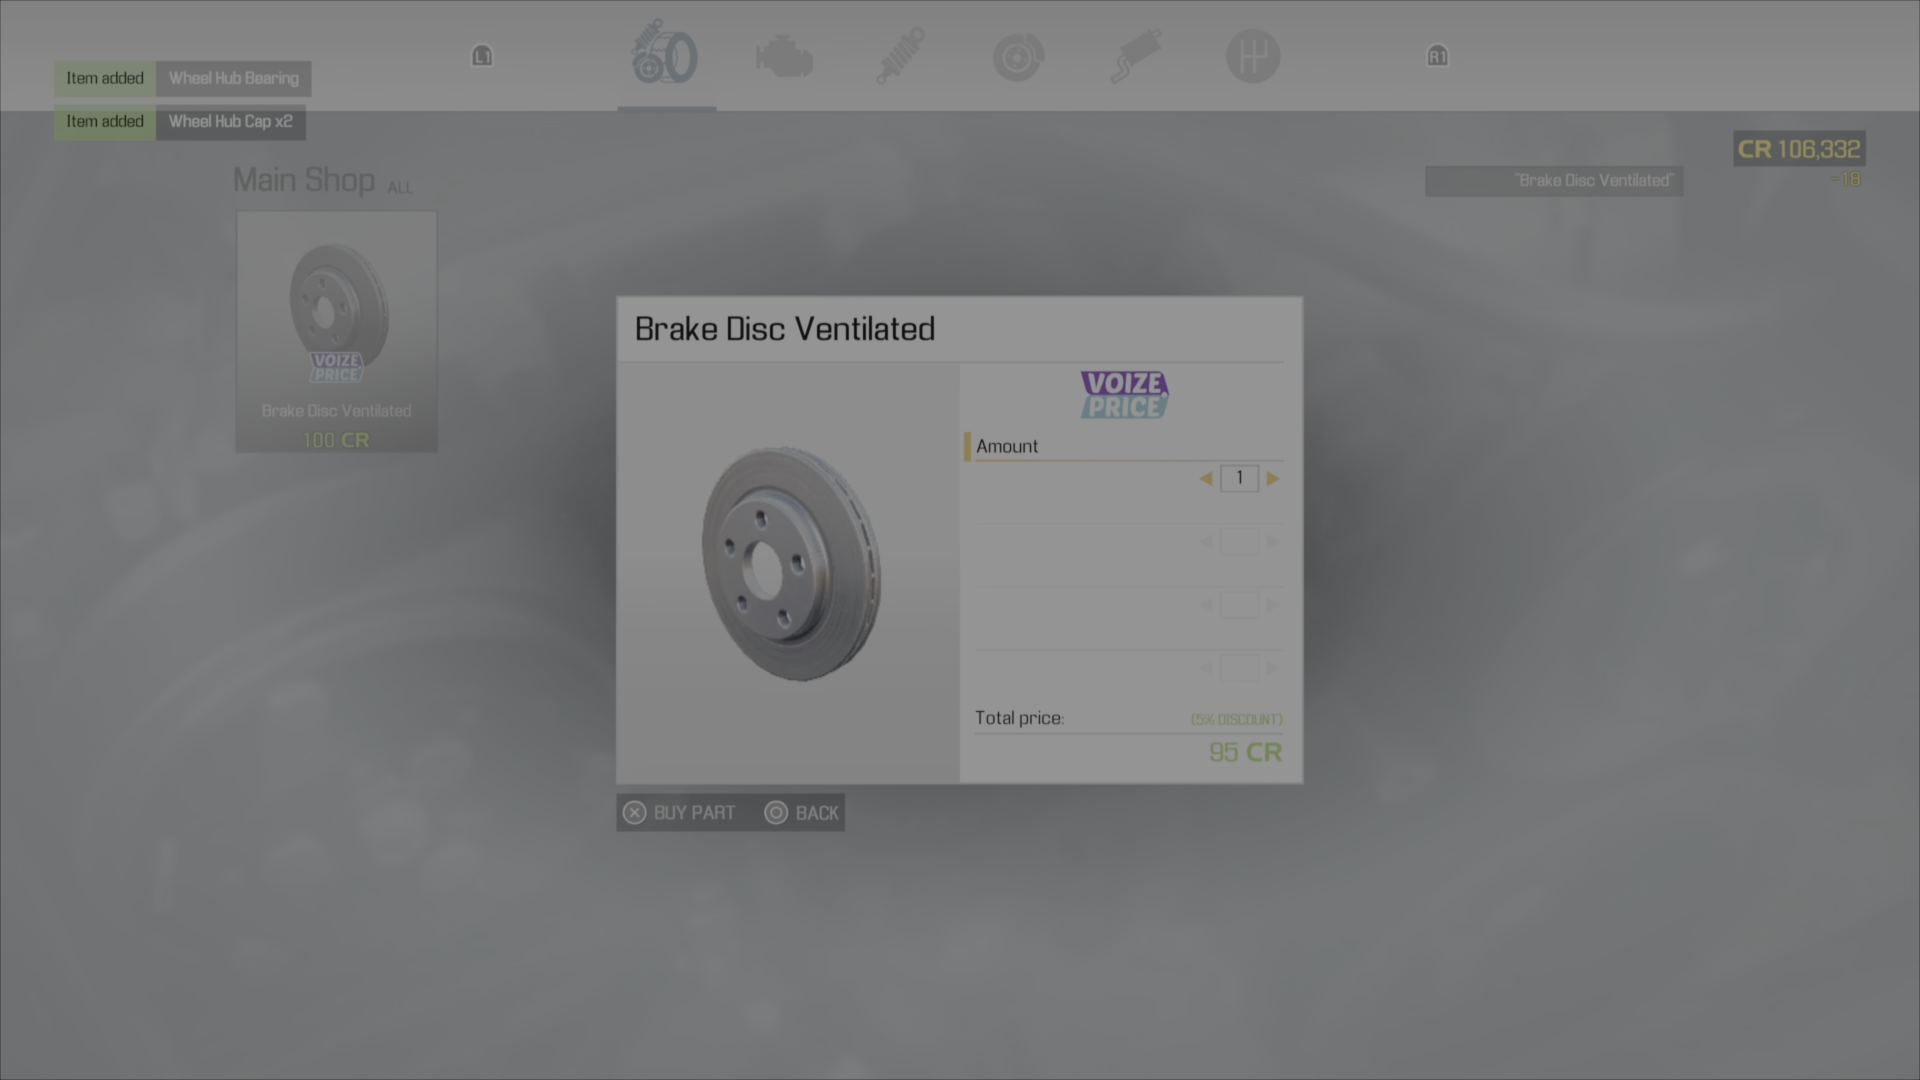 L1
R1
Item added Wheel Hub Bearing
Item added Wheel Hub Cap x2
CR 106,332
-18
Main Shop ALL
"Brake Disc Ventilated"
VOIZE
PRICE
Brake Disc Ventilated
100 CR
Brake Disc Ventilated
VOIZE
PRICE
Amount
1
Total price: (5% DISCOUNT)
95 CR
BUY PART BACK